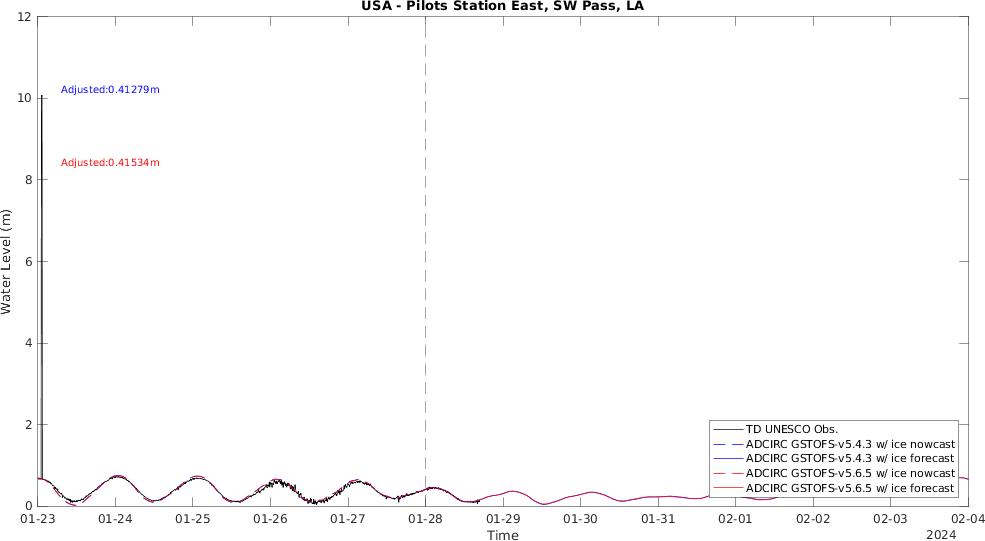 USA - Pilots Station East, SW Pass, LA
12
10
8
6
4
2
0
Water Level (m)
Adjusted:0.41279m
Adjusted:0.41534m
TD UNESCO Obs.
ADCIRC GSTOFS-v5.4.3 w/ ice nowcast
ADCIRC GSTOFS-v5.4.3 w/ ice forecast
ADCIRC GSTOFS-v5.6.5 w/ ice nowcast
ADCIRC GSTOFS-v5.6.5 w/ ice forecast
01-23 01-24 01-25 01-26 01-27 01-28 01-29 01-30 01-31 02-01 02-02 02-03 02-04
Time
2024